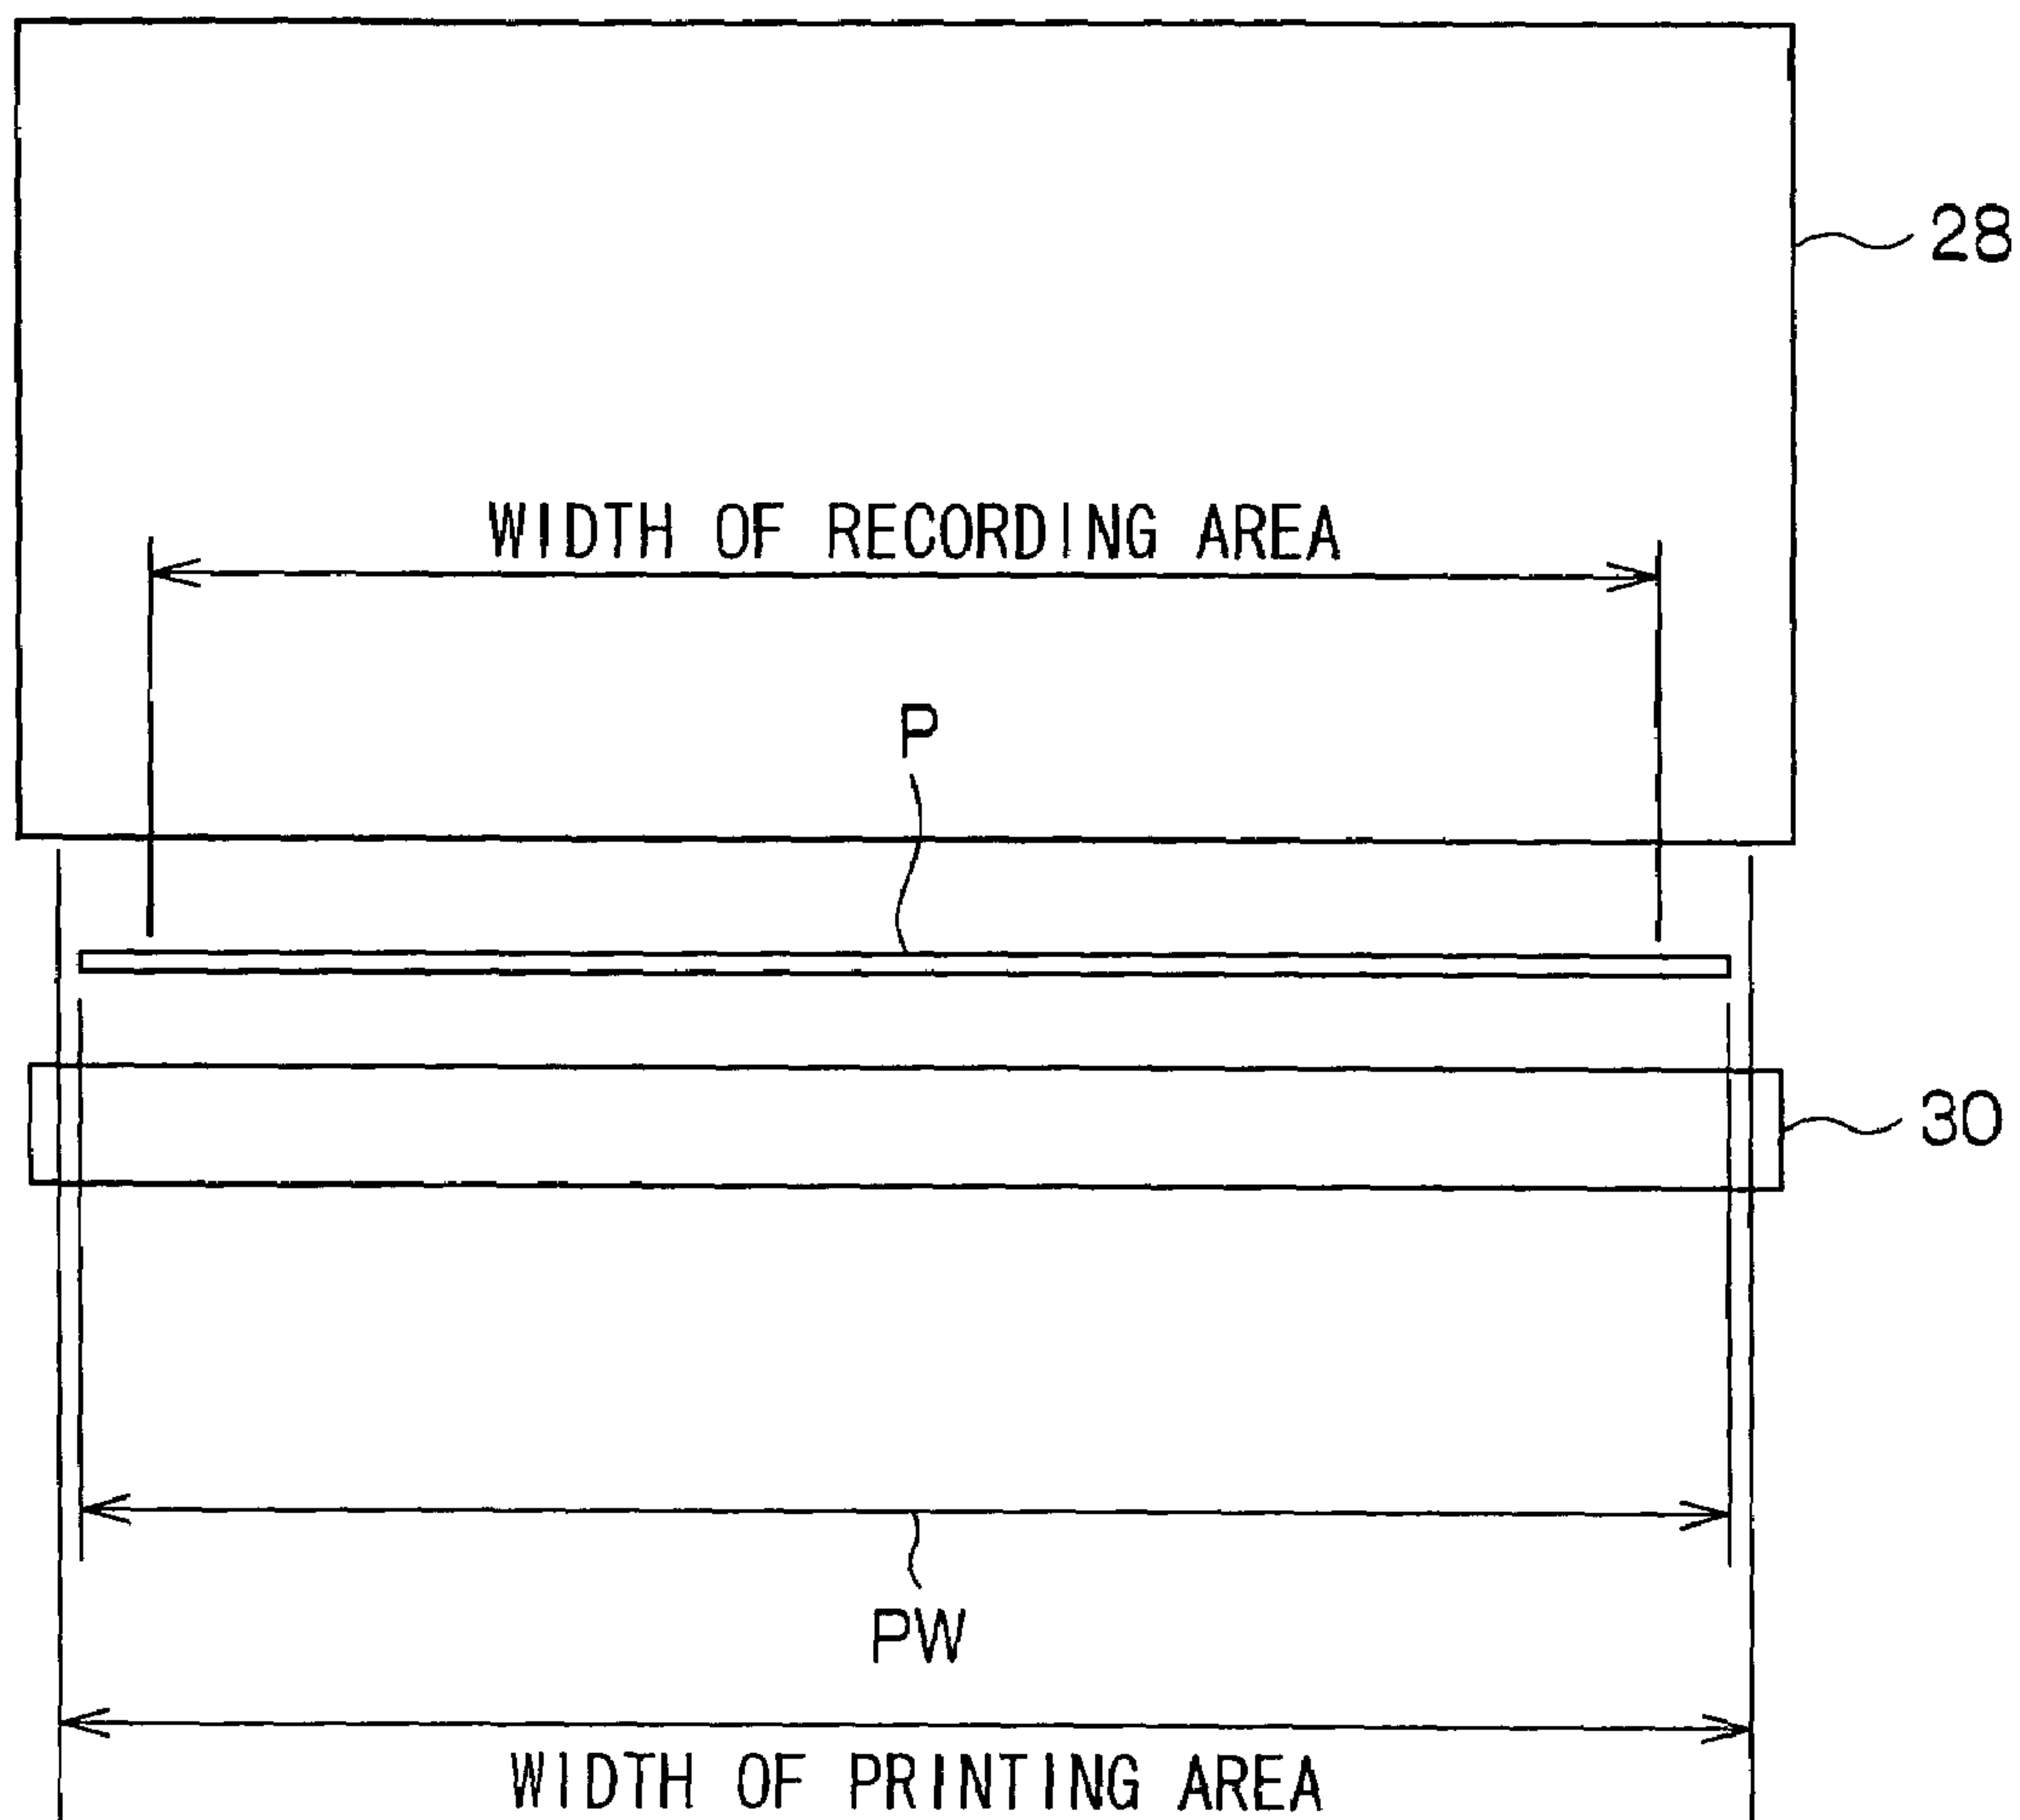 28
WIDTH OF RECORDING AREA
P
30
PW
WIDTH OF PRINTING AREA